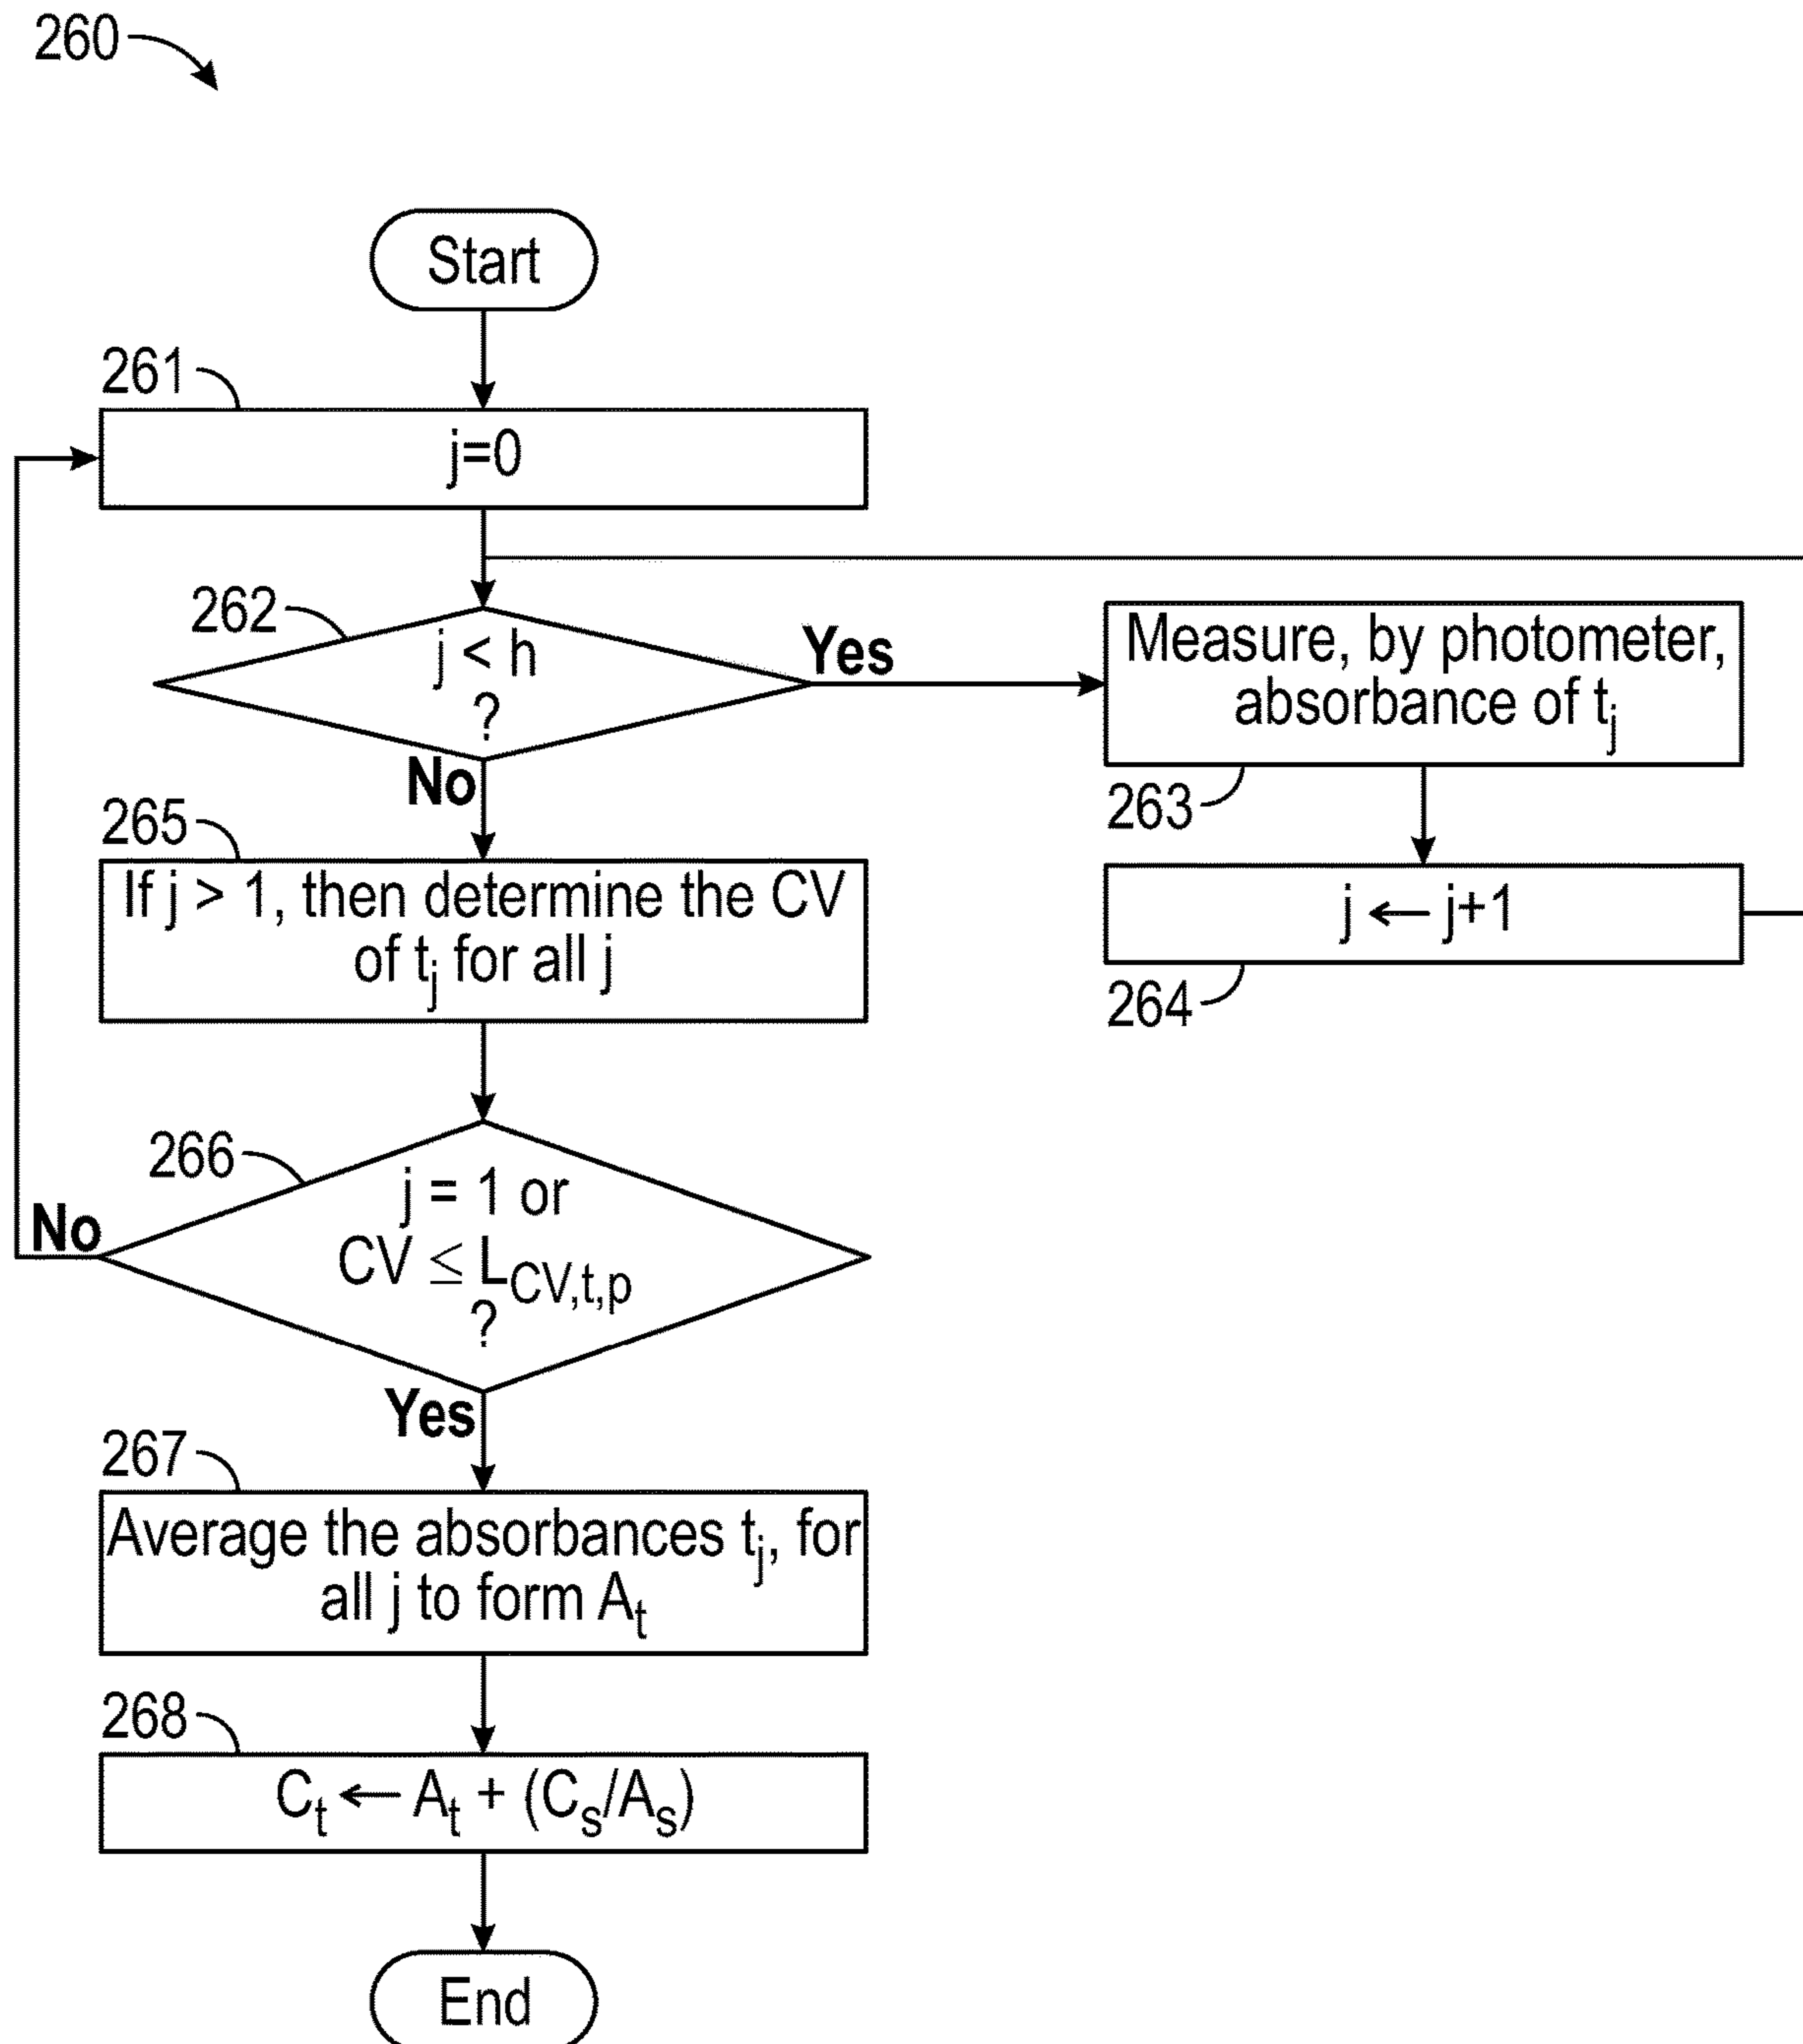 260
Start
261
j=0
262
j < h
?
Yes
No
Measure, by photometer,
absorbance of tj
263
j ← j+1
264
265
If j > 1, then determine the CV
of tj for all j
266
j = 1 or
CV ≤ LCV,t,p
?
No
Yes
267
Average the absorbances tj, for
all j to form At
268
Ct ← At + (Cs/As)
End